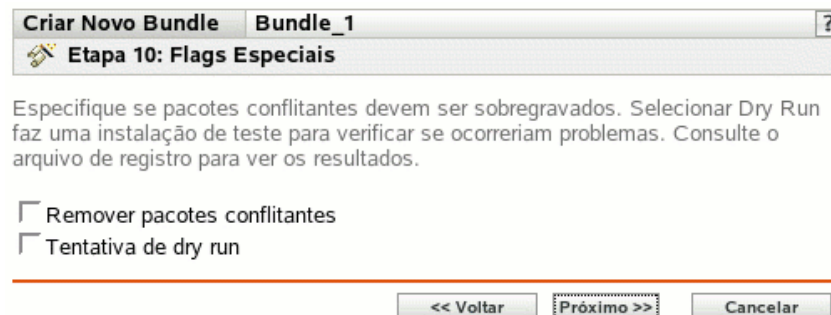 Criar Novo Bundle Bundle_1 ?
Etapa 10: Flags Especiais
Especifique se pacotes conflitantes devem ser sobregravados. Selecionar Dry Run
faz uma instalação de teste para verificar se ocorreriam problemas. Consulte o
arquivo de registro para ver os resultados.
Remover pacotes conflitantes
Tentativa de dry run
<< Voltar Próximo >> Cancelar